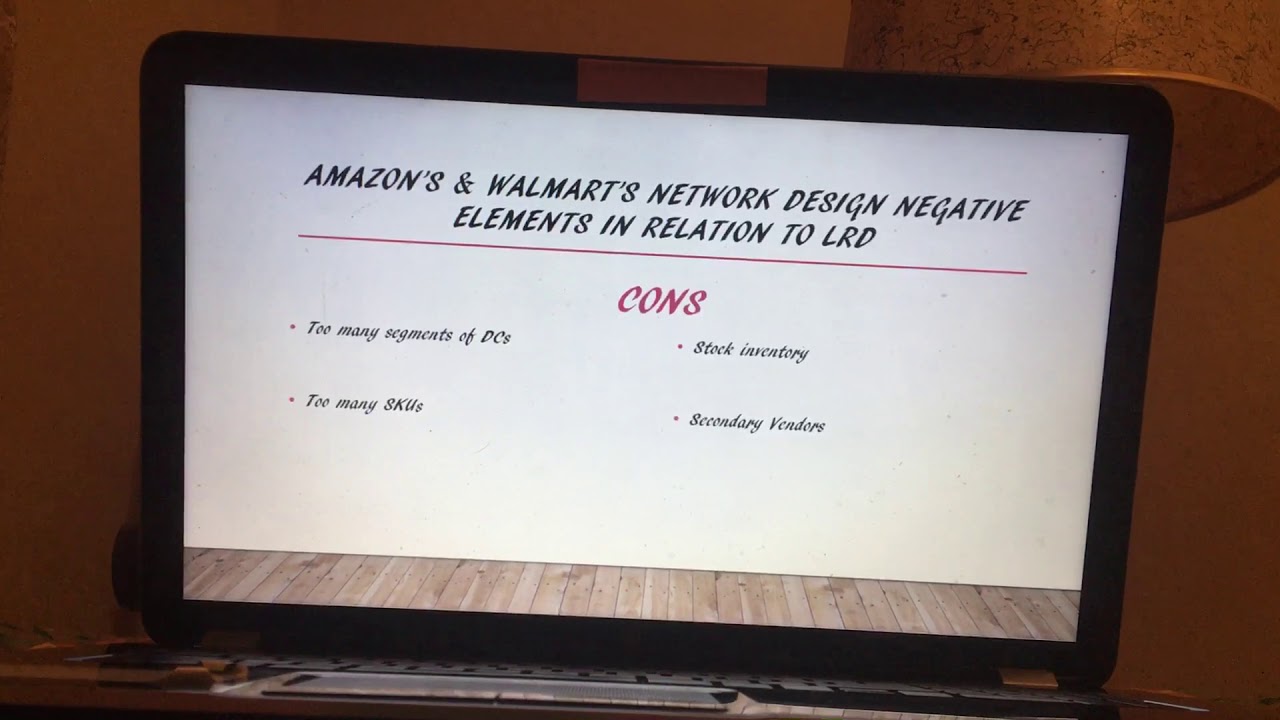 AMAZON'S & WALMART'S NETWORK DESIGN NEGATIVE
ELEMENTS IN RELATION TO LRD
CONS
• Too many segments of DCs
• Too many SKUs
• Stock inventory
• Secondary Vendors